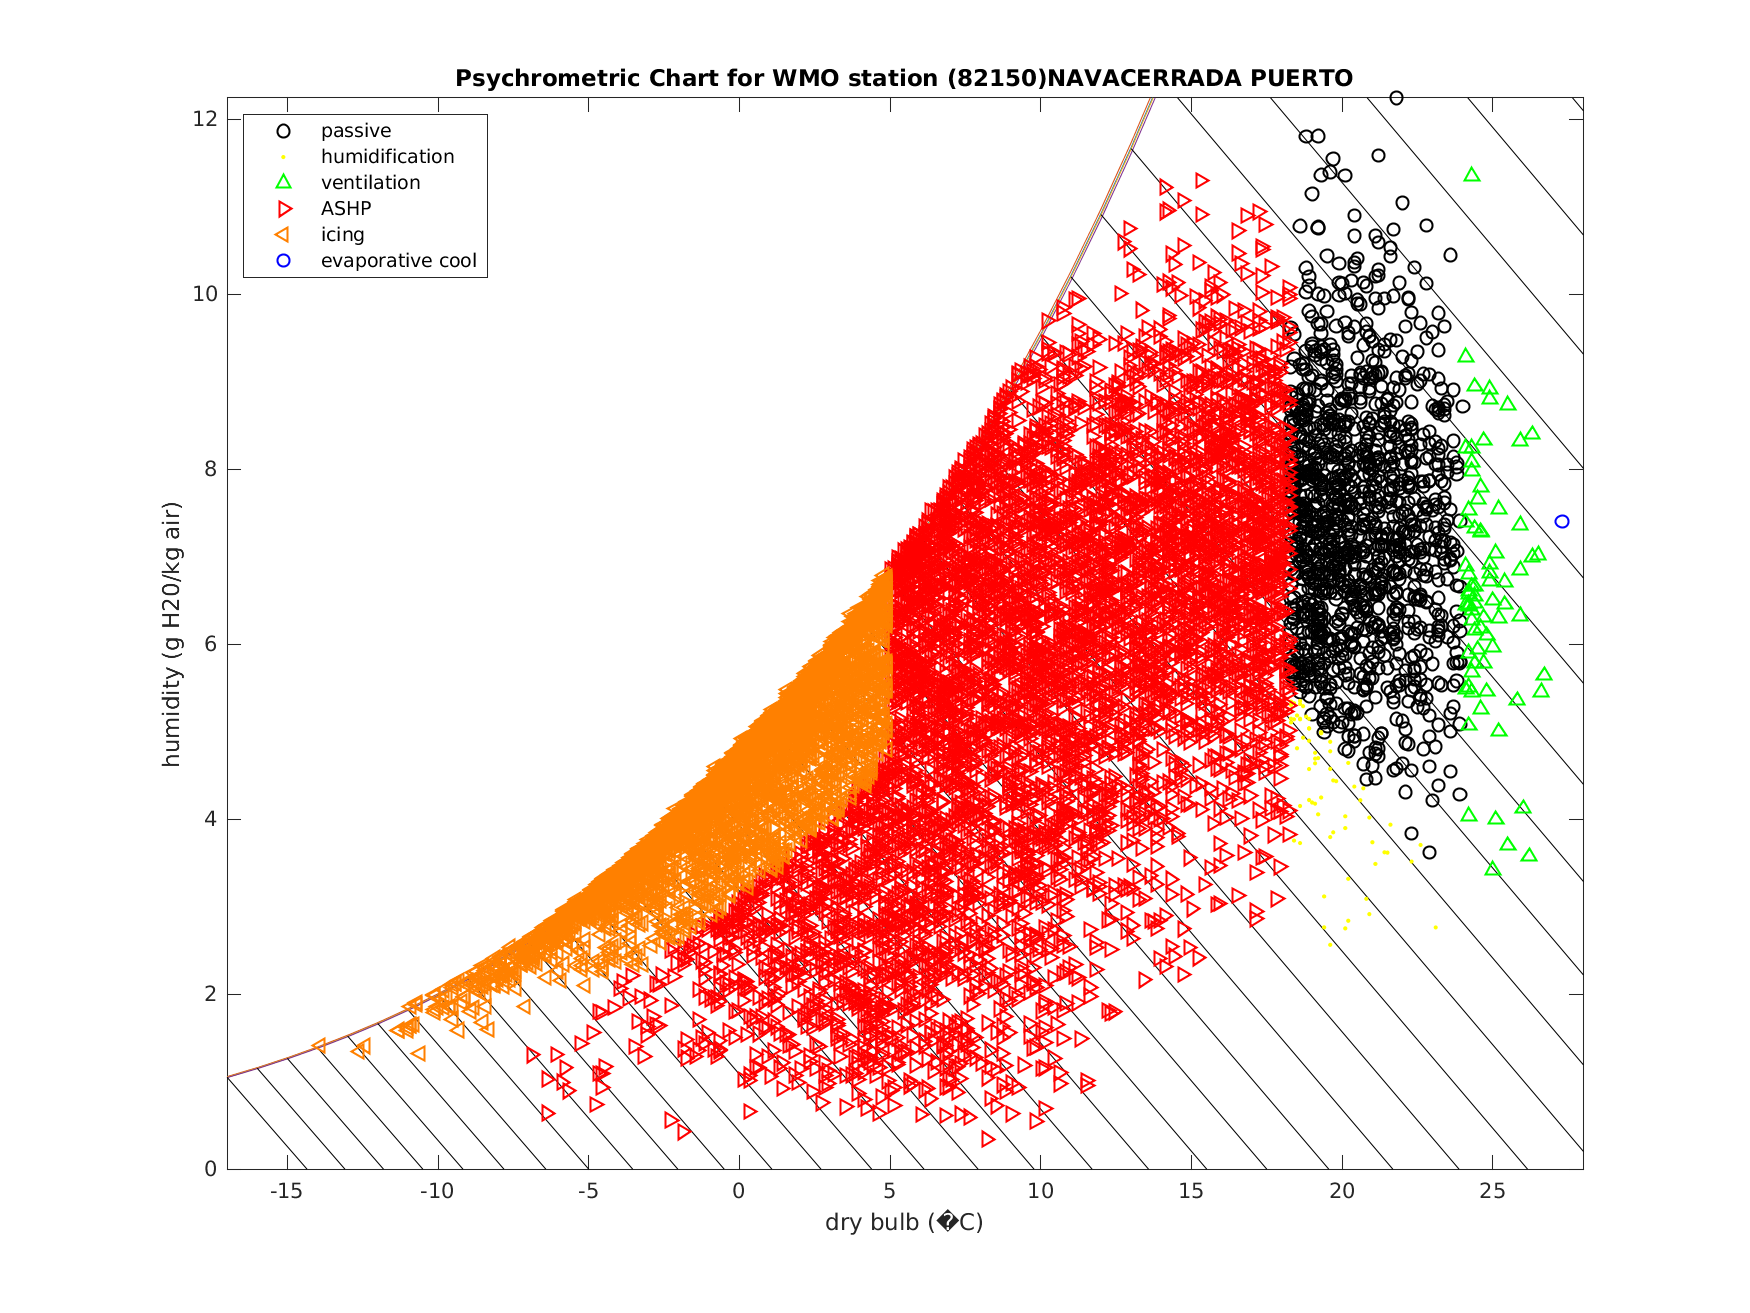 Psychrometric Chart for WMO station (82150)NAVACERRADA PUERTO
passive
humidification
ventilation
ASHP
icing
evaporative cool
humidity (g H20/kg air)
12
10
8
6
4
2
0
-15 -10 -5 0 5 10 15 20 25
dry bulb (�C)